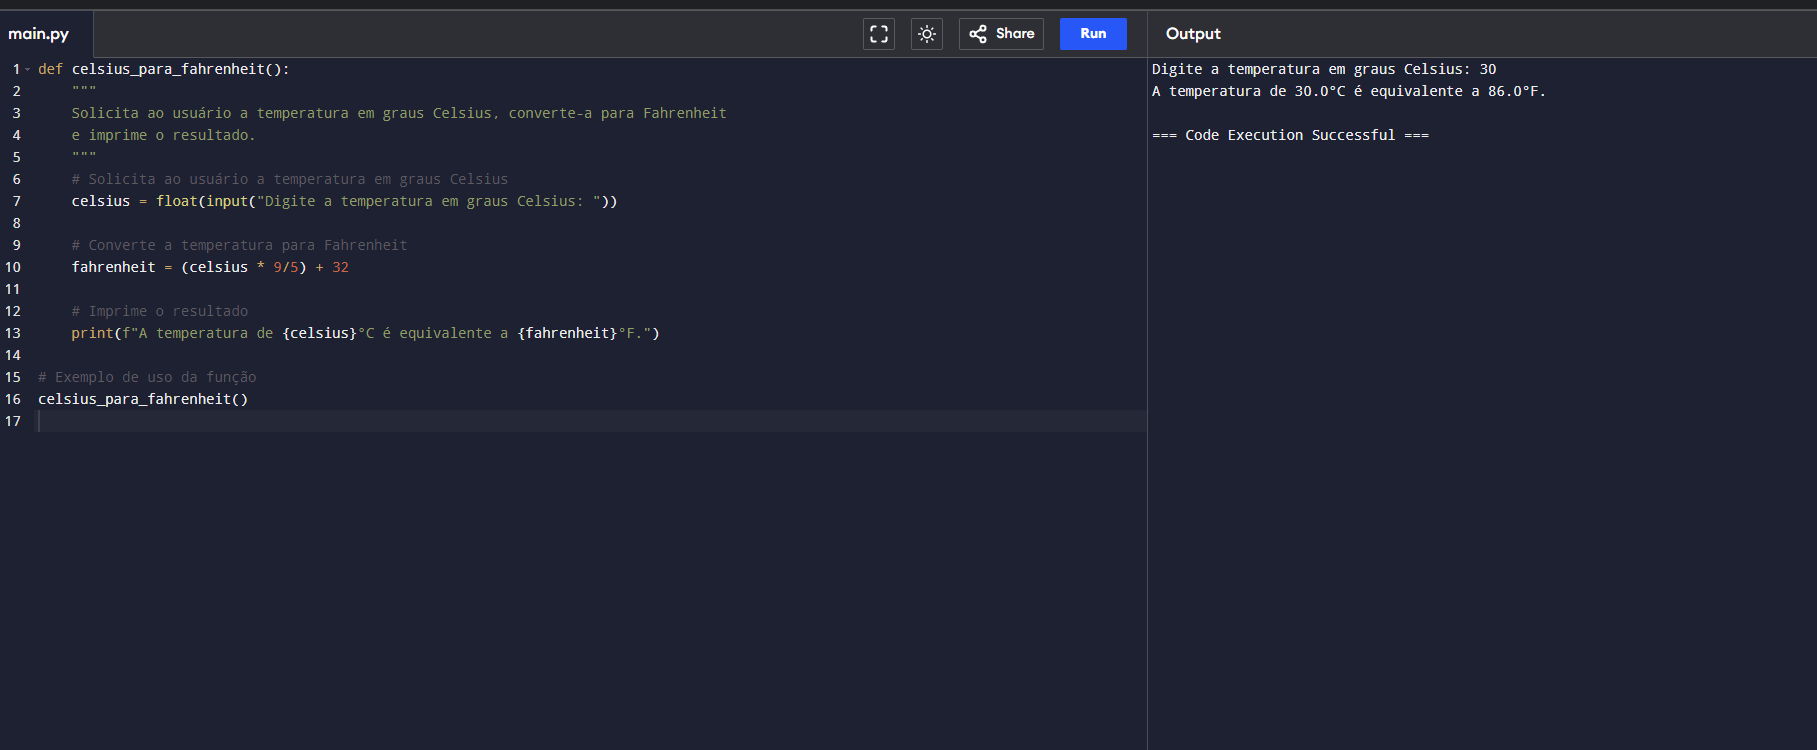 main.py
Share
Run
Output
1 def celsius_para_fahrenheit():
2     """
3     Solicita ao usuário a temperatura em graus Celsius, converte-a para Fahrenheit
4     e imprime o resultado.
5     """
6     # Solicita ao usuário a temperatura em graus Celsius
7     celsius = float(input("Digite a temperatura em graus Celsius: "))
8
9     # Converte a temperatura para Fahrenheit
10     fahrenheit = (celsius * 9/5) + 32
11
12     # Imprime o resultado
13     print(f"A temperatura de {celsius}°C é equivalente a {fahrenheit}°F.")
14
15 # Exemplo de uso da função
16 celsius_para_fahrenheit()
17
Digite a temperatura em graus Celsius: 30
A temperatura de 30.0°C é equivalente a 86.0°F.
=== Code Execution Successful ===